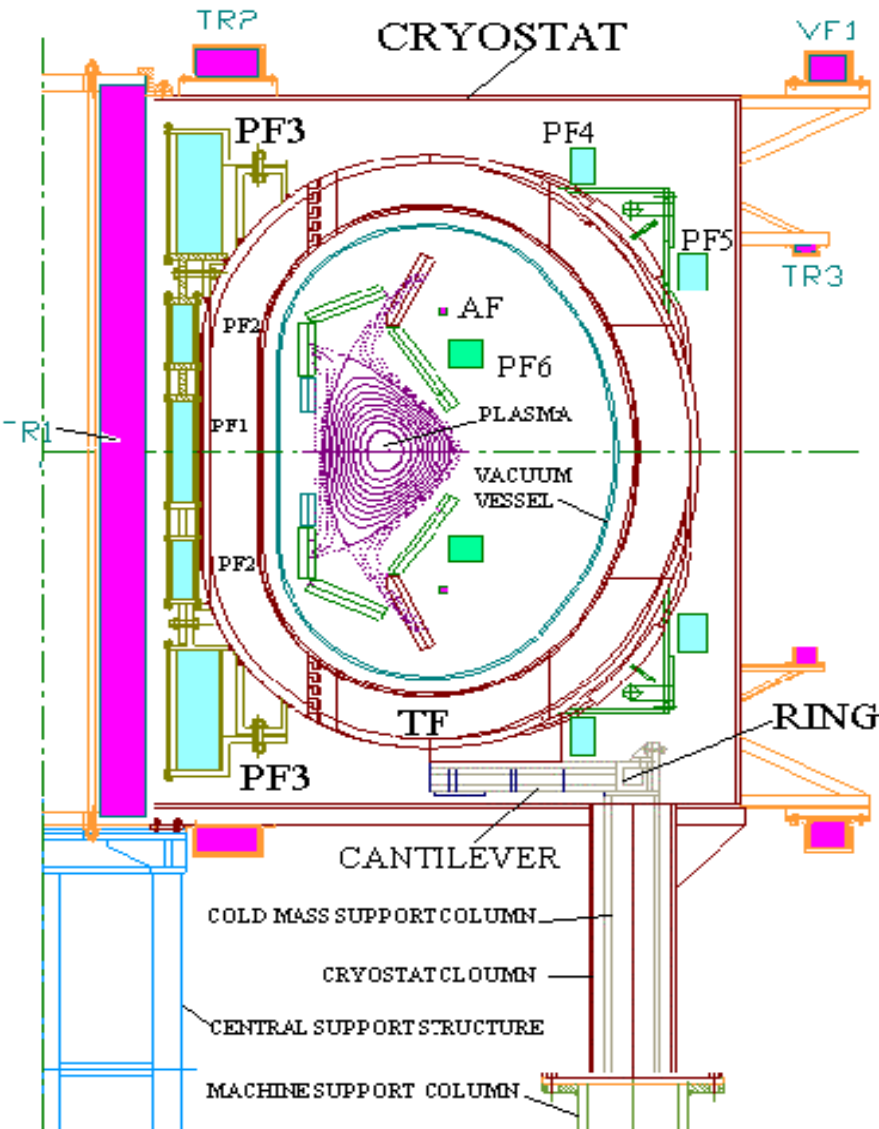 TR2
CRYOSTAT
VF1
PF3
PF4
PF5
TR3
PF2
AF
PF6
PLASMA
PF1
TR1
VACUUM
VESSEL
PF2
TF
RING
PF3
CANTILEVER
COLD MASS SUPPORT COLUMN
CRYOSTAT CLOUMN
CENTRAL SUPPORT STRUCTURE
MACHINE SUPPORT COLUMN